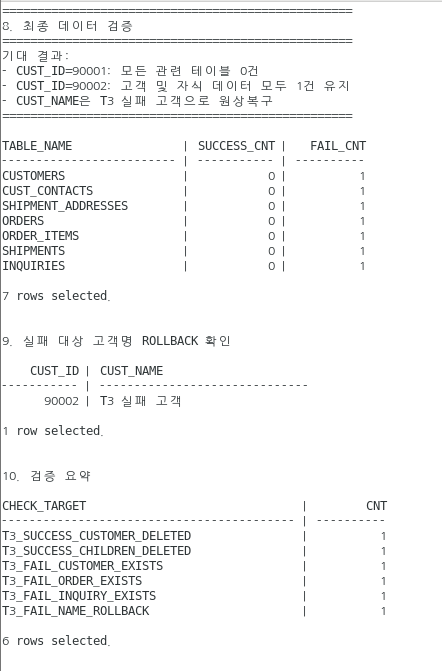 ==================================================
8. 최종 데이터 검증
==================================================
기대 결과:
- CUST_ID=90001: 모든 관련 테이블 0건
- CUST_ID=90002: 고객 및 자식 데이터 모두 1건 유지
- CUST_NAME은 T3 실패 고객으로 원상복구
==================================================
TABLE_NAME | SUCCESS_CNT | FAIL_CNT
------------------------- | ----------- | ----------
CUSTOMERS | 0 | 1
CUST_CONTACTS | 0 | 1
SHIPMENT_ADDRESSES | 0 | 1
ORDERS | 0 | 1
ORDER_ITEMS | 0 | 1
SHIPMENTS | 0 | 1
INQUIRIES | 0 | 1
7 rows selected.
9. 실패 대상 고객명 ROLLBACK 확인
CUST_ID | CUST_NAME
----------- | ------------------------------
90002 | T3 실패 고객
1 row selected.
10. 검증 요약
CHECK_TARGET | CNT
------------------------------------------ | ----------
T3_SUCCESS_CUSTOMER_DELETED | 1
T3_SUCCESS_CHILDREN_DELETED | 1
T3_FAIL_CUSTOMER_EXISTS | 1
T3_FAIL_ORDER_EXISTS | 1
T3_FAIL_INQUIRY_EXISTS | 1
T3_FAIL_NAME_ROLLBACK | 1
6 rows selected.